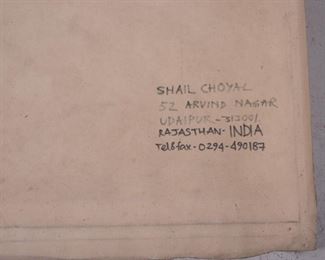 SHAIL CHOYAL
52 ARVIND NAGAR
UDAIPUR-313001
RAJASTHAN-INDIA
Tel&fax-0294-490187